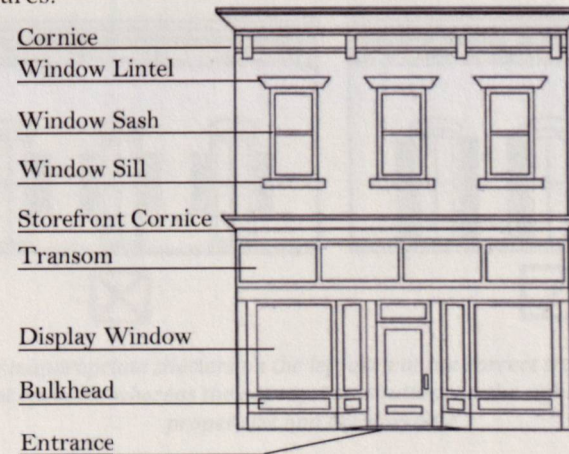 Cornice
Window Lintel
Window Sash
Window Sill
Storefront Cornice
Transom
Display Window
Bulkhead
Entrance